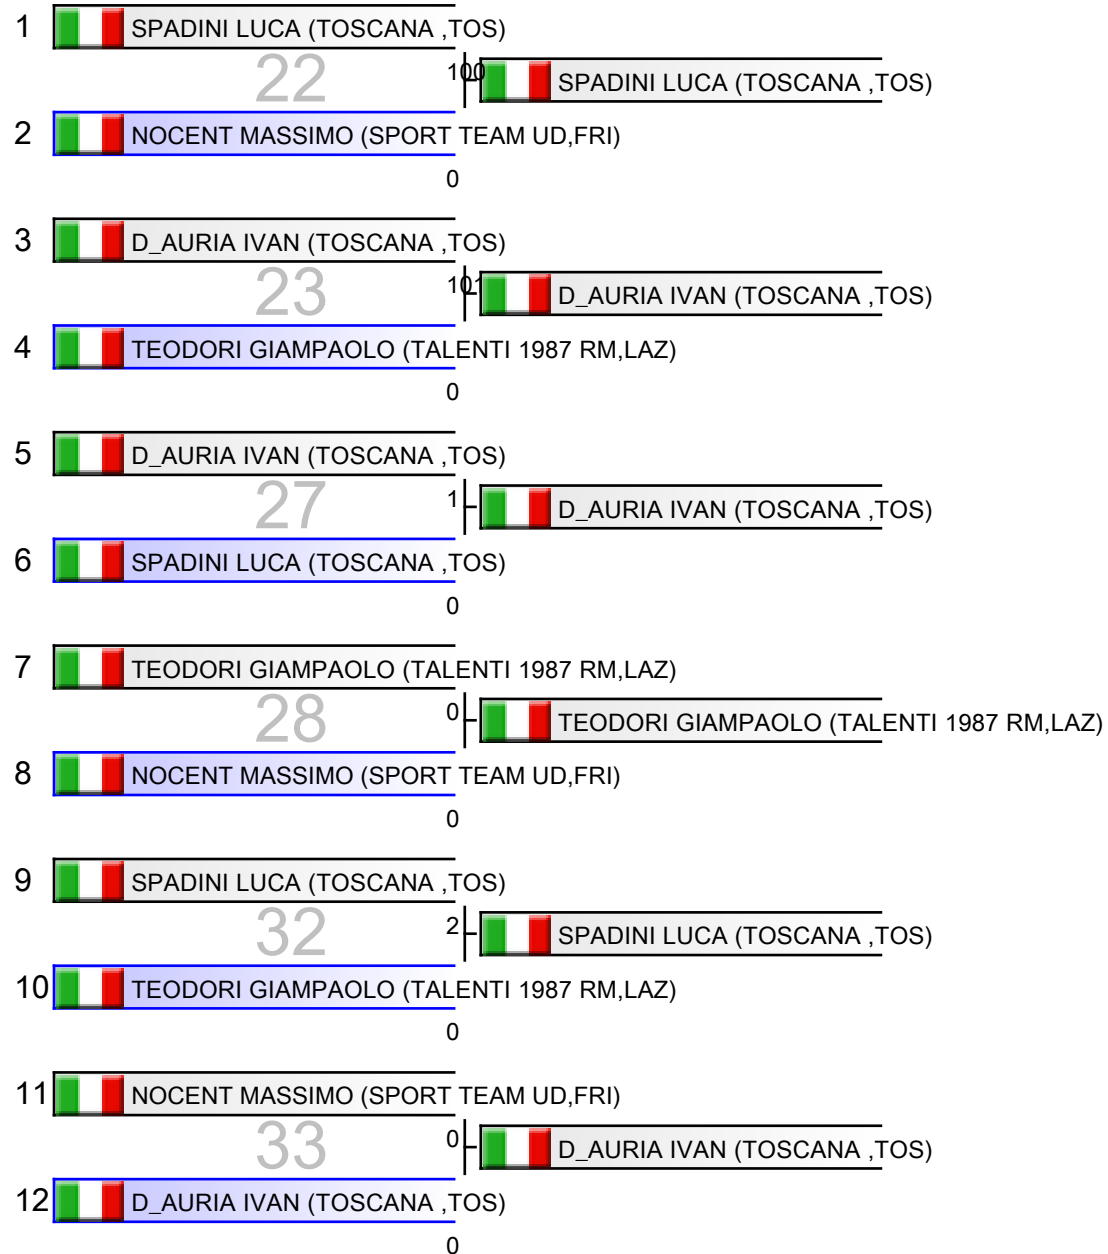 1 SPADINI LUCA (TOSCANA ,TOS)
22
100
SPADINI LUCA (TOSCANA ,TOS)
2 NOCENT MASSIMO (SPORT TEAM UD,FRI)
0
3 D_AURIA IVAN (TOSCANA ,TOS)
23
101
D_AURIA IVAN (TOSCANA ,TOS)
4 TEODORI GIAMPAOLO (TALENTI 1987 RM,LAZ)
0
5 D_AURIA IVAN (TOSCANA ,TOS)
27
1
D_AURIA IVAN (TOSCANA ,TOS)
6 SPADINI LUCA (TOSCANA ,TOS)
0
7 TEODORI GIAMPAOLO (TALENTI 1987 RM,LAZ)
28
0
TEODORI GIAMPAOLO (TALENTI 1987 RM,LAZ)
8 NOCENT MASSIMO (SPORT TEAM UD,FRI)
0
9 SPADINI LUCA (TOSCANA ,TOS)
32
2
SPADINI LUCA (TOSCANA ,TOS)
10 TEODORI GIAMPAOLO (TALENTI 1987 RM,LAZ)
0
11 NOCENT MASSIMO (SPORT TEAM UD,FRI)
33
0
D_AURIA IVAN (TOSCANA ,TOS)
12 D_AURIA IVAN (TOSCANA ,TOS)
0